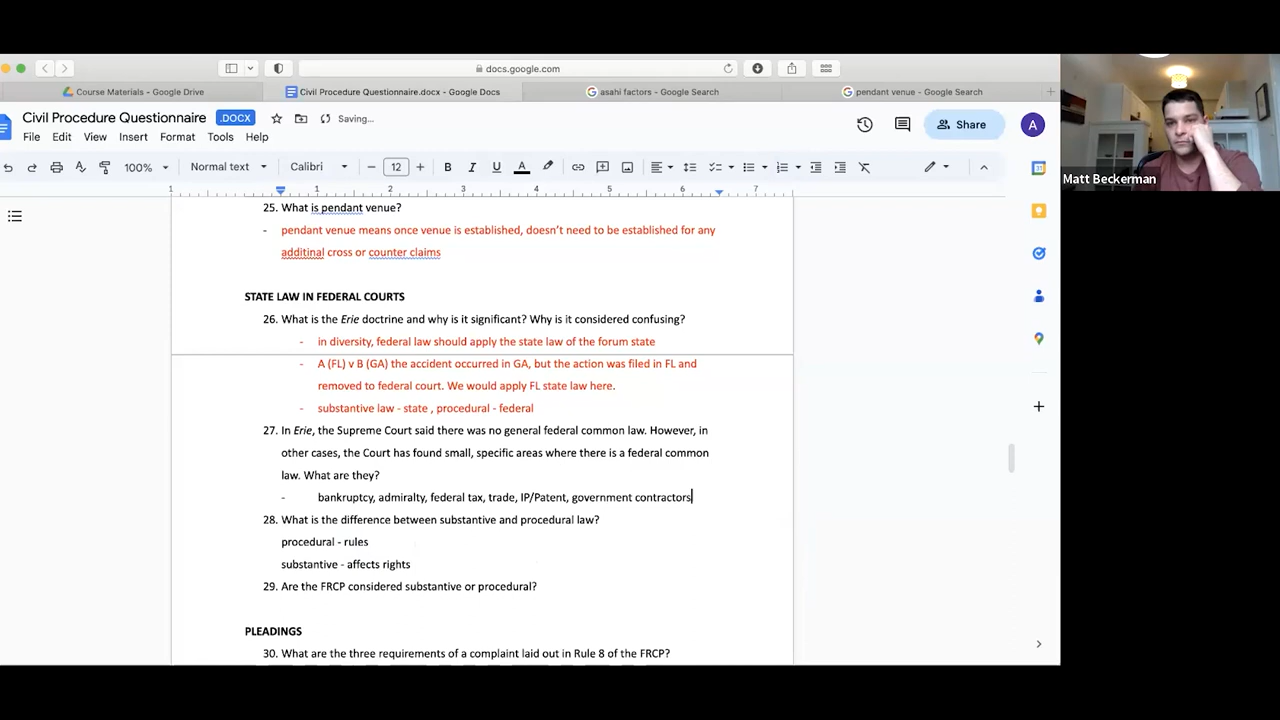 docs.google.com
Course Materials - Google Drive
Civil Procedure Questionnaire.docx - Google Docs
asahi factors - Google Search
pendant venue - Google Search
Civil Procedure Questionnaire .DOCX Saving...
File Edit View Insert Format Tools Help
Share
A
Matt Beckerman
100% Normal text Calibri - 12 + B I U A
1 1 2 3 4 5 6 7
25. What is pendant venue?
- pendant venue means once venue is established, doesn't need to be established for any
additinal cross or counter claims
STATE LAW IN FEDERAL COURTS
26. What is the Erie doctrine and why is it significant? Why is it considered confusing?
- in diversity, federal law should apply the state law of the forum state
- A (FL) v B (GA) the accident occurred in GA, but the action was filed in FL and
removed to federal court. We would apply FL state law here.
- substantive law - state , procedural - federal
27. In Erie, the Supreme Court said there was no general federal common law. However, in
other cases, the Court has found small, specific areas where there is a federal common
law. What are they?
- bankruptcy, admiralty, federal tax, trade, IP/Patent, government contractors
28. What is the difference between substantive and procedural law?
procedural - rules
substantive - affects rights
29. Are the FRCP considered substantive or procedural?
PLEADINGS
30. What are the three requirements of a complaint laid out in Rule 8 of the FRCP?